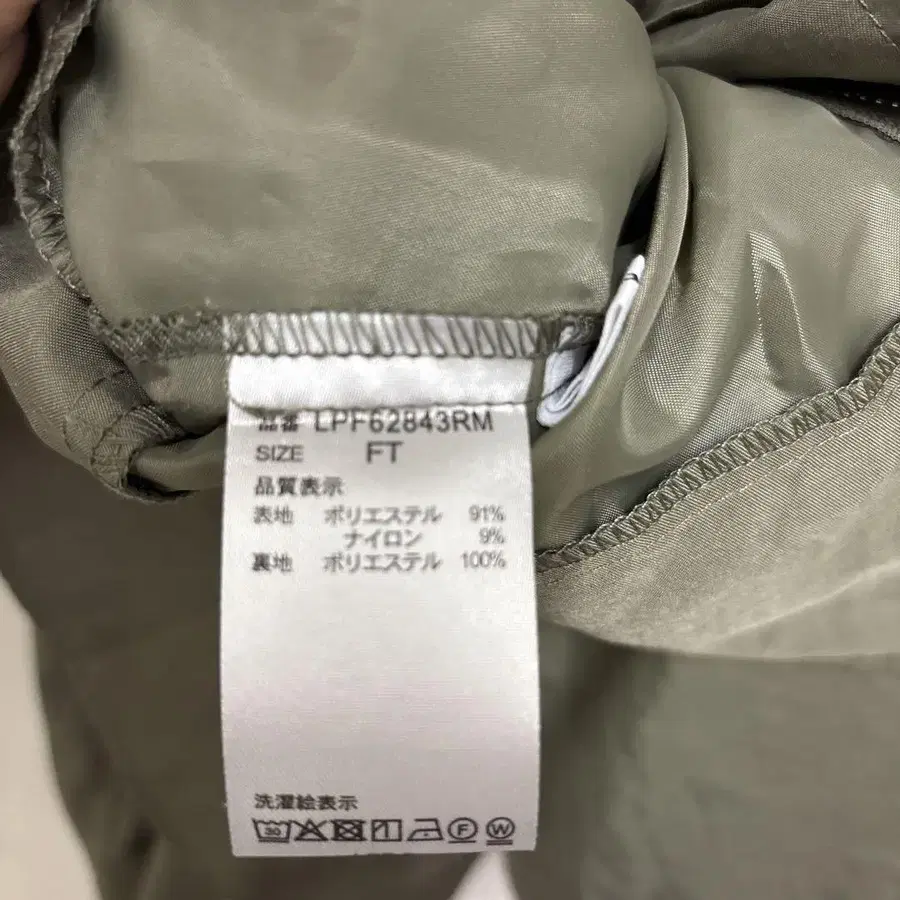 品番 LPF62843RM
SIZE FT
品質表示
表地 ポリエステル 91%
ナイロン 9%
裏地 ポリエステル 100%
洗濯絵表示
30 F W